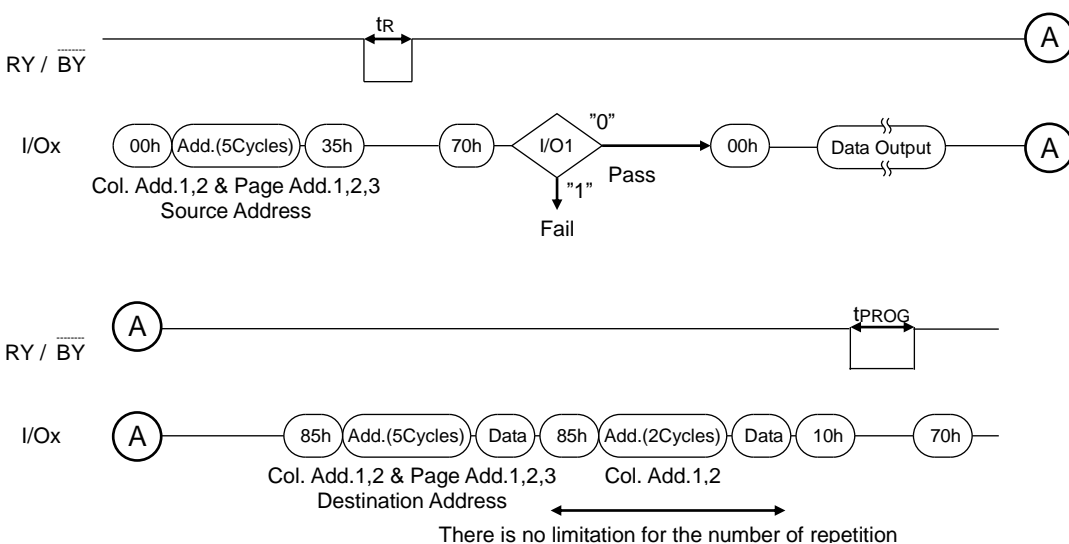 tR
A
RY / BY
I/Ox
00h Add.(5Cycles) 35h 70h I/O1 "0" 00h Data Output A
Pass
"1"
Col. Add.1,2 & Page Add.1,2,3
Source Address
Fail
A
tPROG
RY / BY
I/Ox
A 85h Add.(5Cycles) Data 85h Add.(2Cycles) Data 10h 70h
Col. Add.1,2 & Page Add.1,2,3 Col. Add.1,2
Destination Address
There is no limitation for the number of repetition